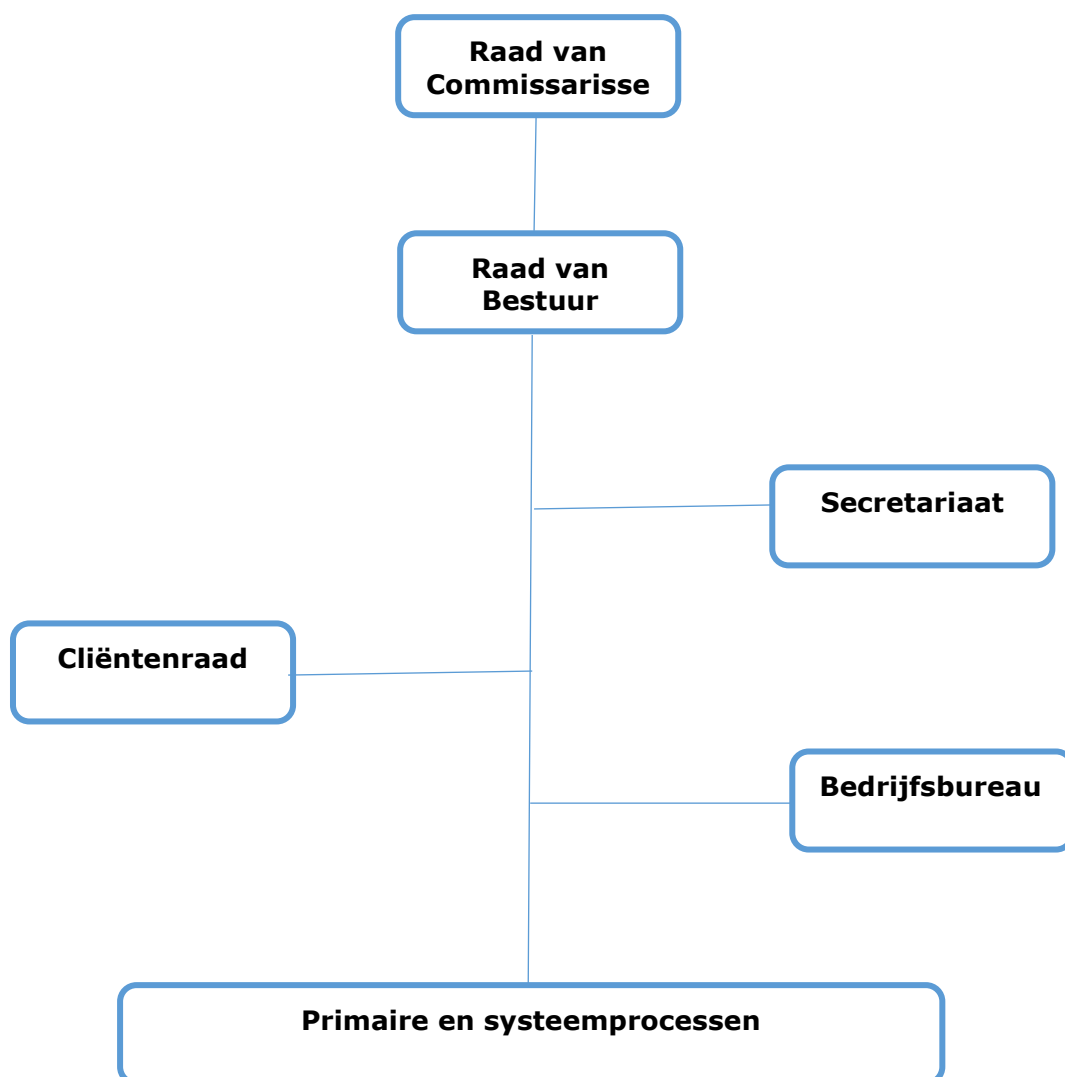 Raad van
Commissarisse
Raad van
Bestuur
Secretariaat
Cliëntenraad
Bedrijfsbureau
Primaire en systeemprocessen